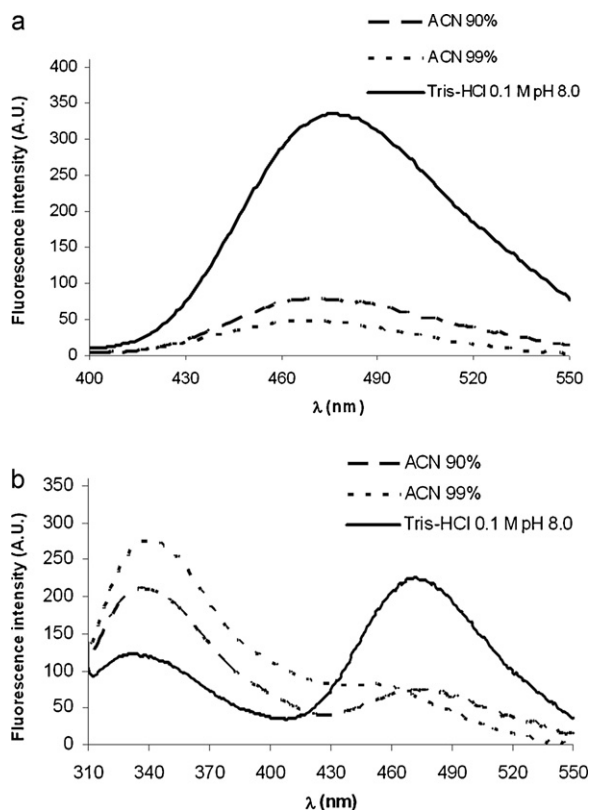 a
ACN 90%
ACN 99%
Tris-HCl 0.1 M pH 8.0
Fluorescence intensity (A.U.)
400
350
300
250
200
150
100
50
0
400 430 460 490 520 550
λ (nm)
b
ACN 90%
ACN 99%
Tris-HCl 0.1 M pH 8.0
Fluorescence intensity (A.U.)
350
300
250
200
150
100
50
0
310 340 370 400 430 460 490 520 550
λ (nm)